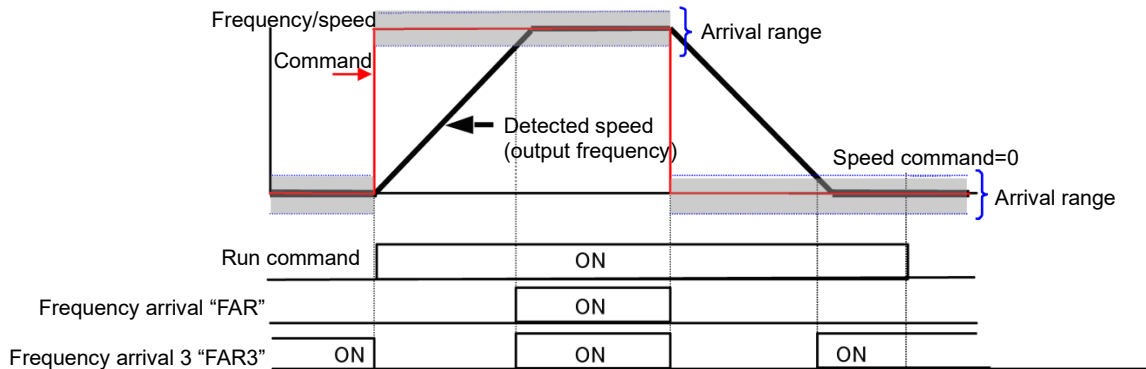 Frequency/speed
Arrival range
Command
Detected speed
(output frequency)
Speed command=0
Arrival range
Run command
ON
Frequency arrival “FAR”
ON
Frequency arrival 3 “FAR3”
ON
ON
ON